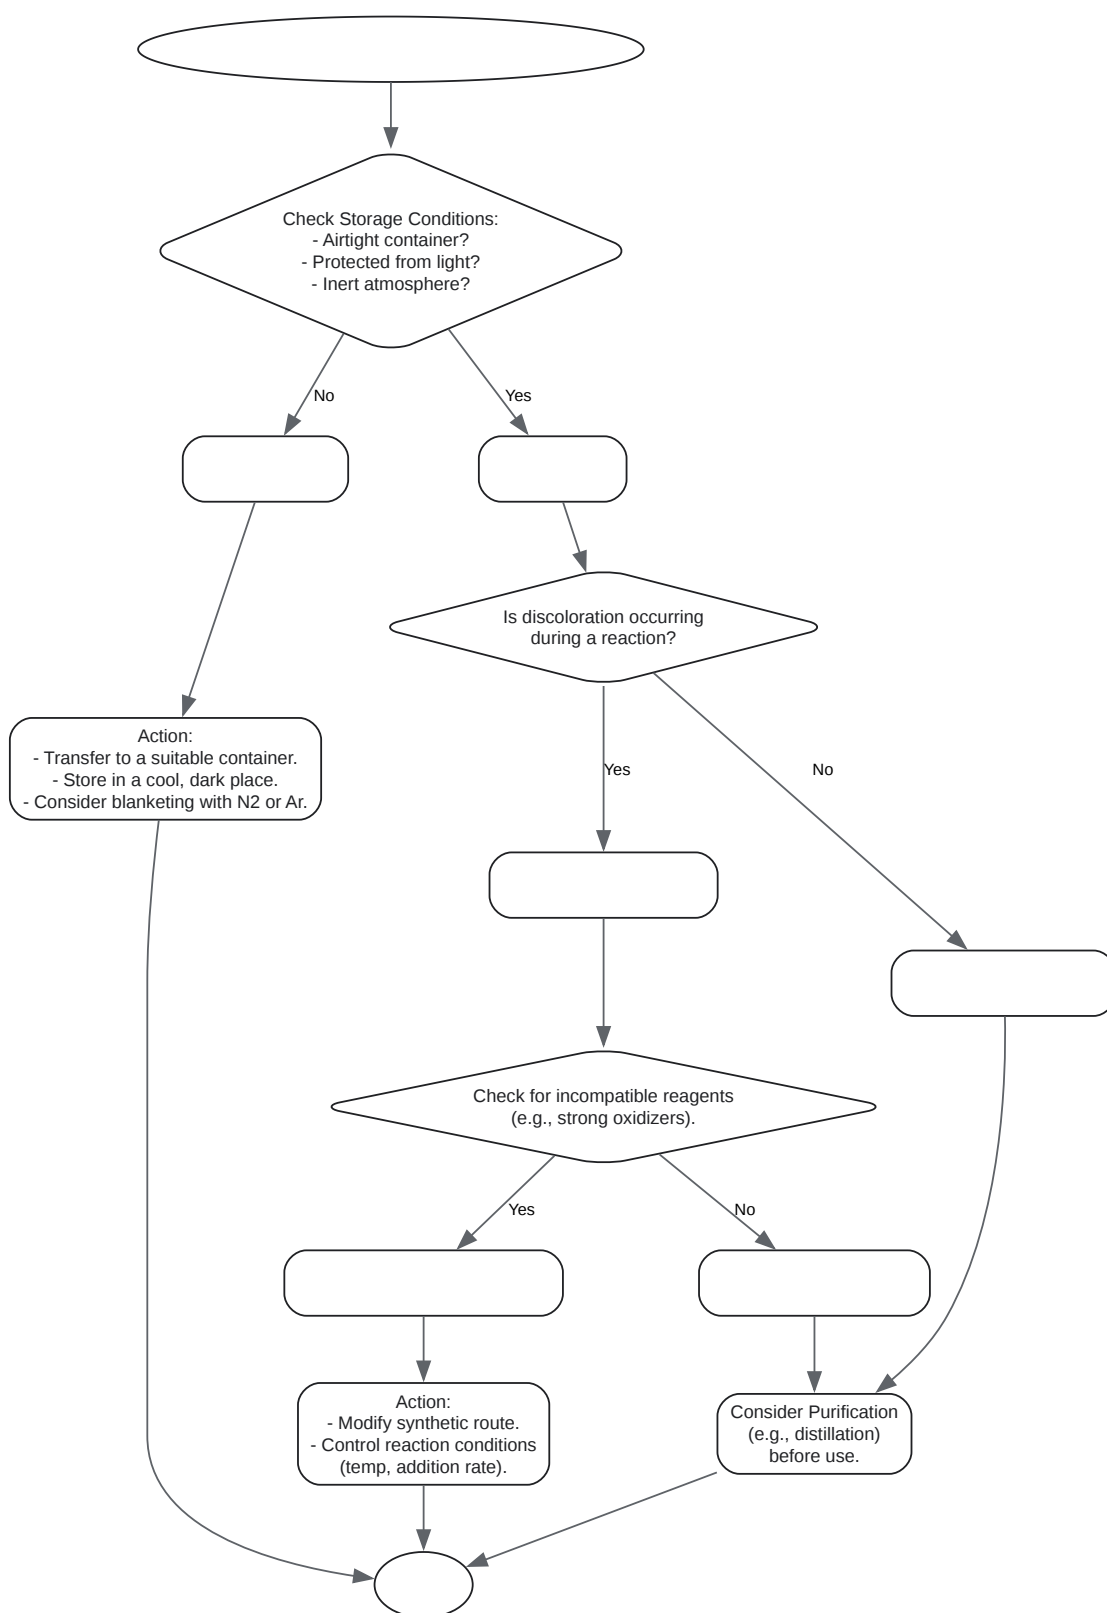 Check Storage Conditions:
- Airtight container?
- Protected from light?
- Inert atmosphere?
No
Yes
Is discoloration occurring
during a reaction?
Action:
- Transfer to a suitable container.
- Store in a cool, dark place.
- Consider blanketing with N2 or Ar.
Yes
No
Check for incompatible reagents
(e.g., strong oxidizers).
Yes
No
Action:
- Modify synthetic route.
- Control reaction conditions
(temp, addition rate).
Consider Purification
(e.g., distillation)
before use.